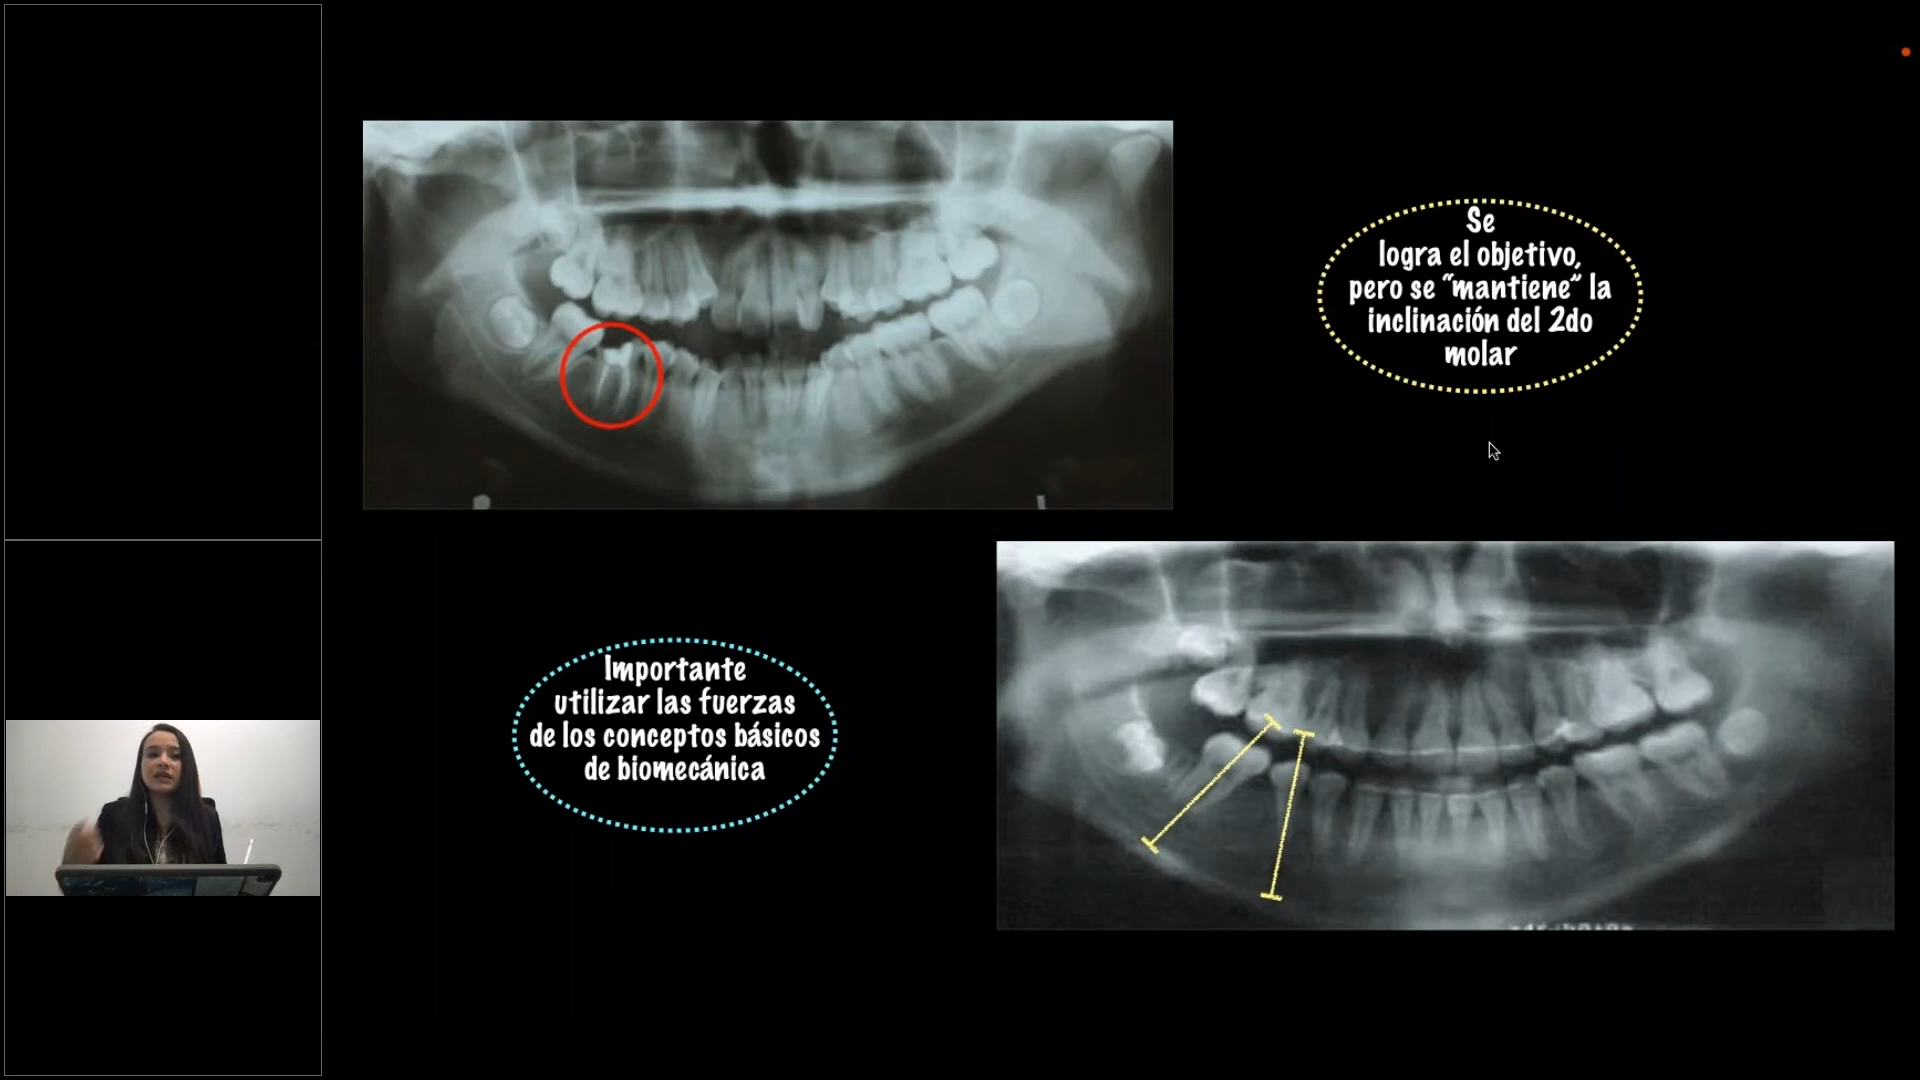 Se
logra el objetivo,
pero se “mantiene” la
inclinación del 2do
molar
Importante
utilizar las fuerzas
de los conceptos básicos
de biomecánica